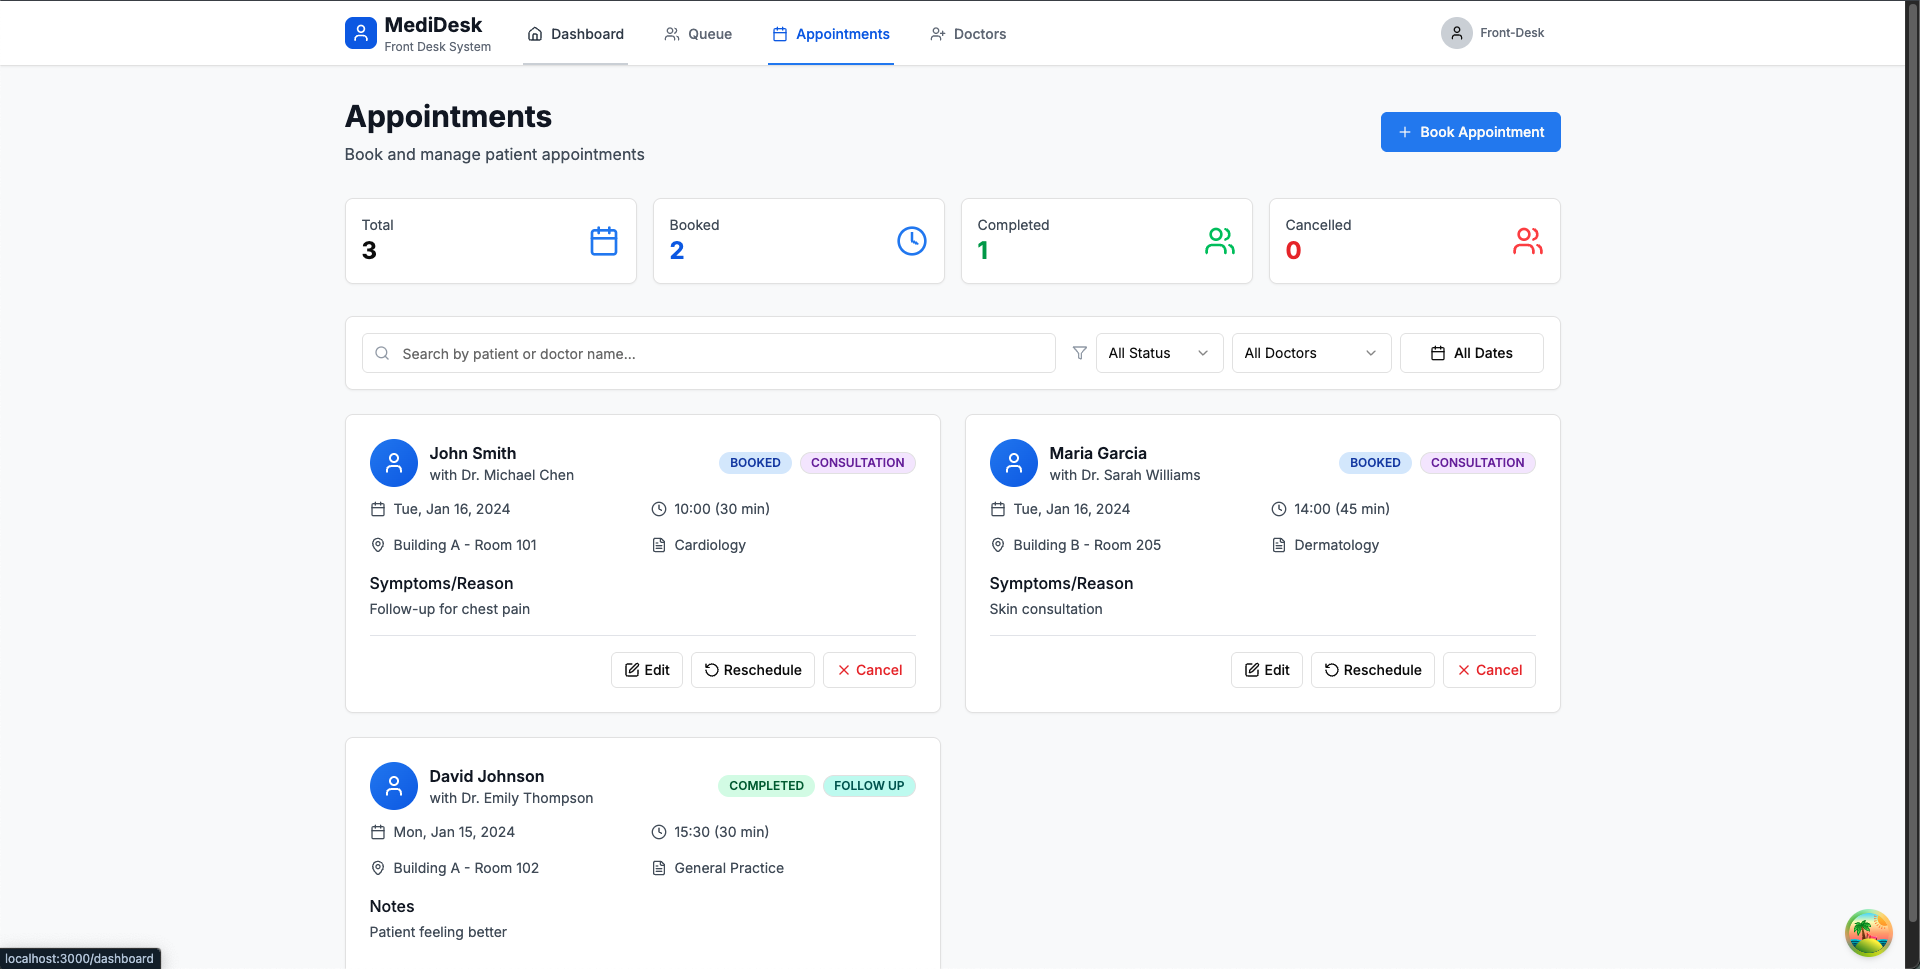 MediDesk
Front Desk System
Dashboard
Queue
Appointments
Doctors
Front-Desk
Appointments
Book and manage patient appointments
Book Appointment
Total
3
Booked
2
Completed
1
Cancelled
0
Search by patient or doctor name...
All Status
All Doctors
All Dates
John Smith
with Dr. Michael Chen
BOOKED
CONSULTATION
Tue, Jan 16, 2024
10:00 (30 min)
Building A - Room 101
Cardiology
Symptoms/Reason
Follow-up for chest pain
Edit
Reschedule
Cancel
Maria Garcia
with Dr. Sarah Williams
BOOKED
CONSULTATION
Tue, Jan 16, 2024
14:00 (45 min)
Building B - Room 205
Dermatology
Symptoms/Reason
Skin consultation
Edit
Reschedule
Cancel
David Johnson
with Dr. Emily Thompson
COMPLETED
FOLLOW UP
Mon, Jan 15, 2024
15:30 (30 min)
Building A - Room 102
General Practice
Notes
Patient feeling better
localhost:3000/dashboard